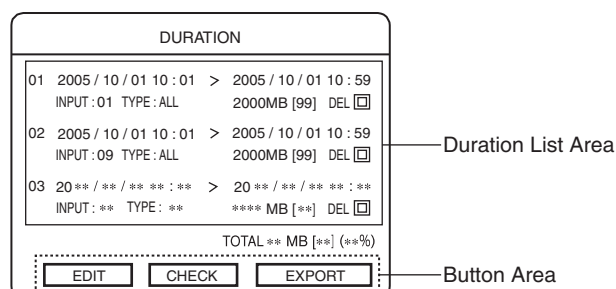 DURATION
01 2005 / 10 / 01 10 : 01 > 2005 / 10 / 01 10 : 59
INPUT : 01 TYPE : ALL 2000MB [99] DEL
02 2005 / 10 / 01 10 : 01 > 2005 / 10 / 01 10 : 59
INPUT : 09 TYPE : ALL 2000MB [99] DEL
Duration List Area
03 20 ** / ** / ** ** : ** > 20 ** / ** / ** ** : **
INPUT : ** TYPE : ** **** MB [**] DEL
TOTAL ** MB [**] (**%)
EDIT CHECK EXPORT
Button Area